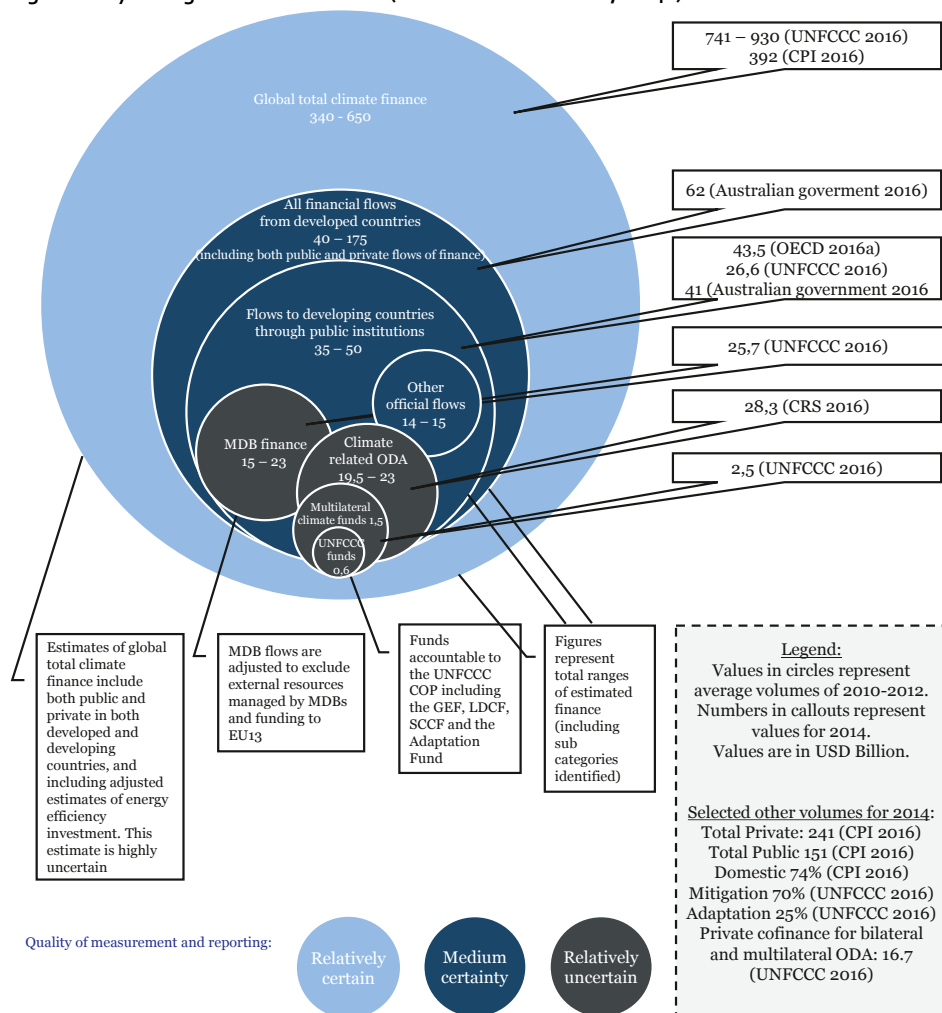 741 – 930 (UNFCCC 2016)
392 (CPI 2016)
Global total climate finance
340 - 650
62 (Australian goverment 2016)
All financial flows
from developed countries
40 – 175
(including both public and private flows of finance)
43,5 (OECD 2016a)
26,6 (UNFCCC 2016)
41 (Australian government 2016
Flows to developing countries
through public institutions
35 – 50
25,7 (UNFCCC 2016)
Other
official flows
14 – 15
28,3 (CRS 2016)
MDB finance
15 – 23
Climate
related ODA
19,5 – 23
2,5 (UNFCCC 2016)
Multilateral
climate funds 1,5
UNFCCC
funds
0,6
Estimates of global
total climate
finance include
both public and
private in both
developed and
developing
countries, and
including adjusted
estimates of energy
efficiency
investment. This
estimate is highly
uncertain
MDB flows are
adjusted to exclude
external resources
managed by MDBs
and funding to
EU13
Funds
accountable to
the UNFCCC
COP including
the GEF, LDCF,
SCCF and the
Adaptation
Fund
Figures
represent
total ranges
of estimated
finance
(including
sub
categories
identified)
Legend:
Values in circles represent
average volumes of 2010-2012.
Numbers in callouts represent
values for 2014.
Values are in USD Billion.
Selected other volumes for 2014:
Total Private: 241 (CPI 2016)
Total Public 151 (CPI 2016)
Domestic 74% (CPI 2016)
Mitigation 70% (UNFCCC 2016)
Adaptation 25% (UNFCCC 2016)
Private cofinance for bilateral
and multilateral ODA: 16.7
(UNFCCC 2016)
Quality of measurement and reporting:
Relatively
certain
Medium
certainty
Relatively
uncertain